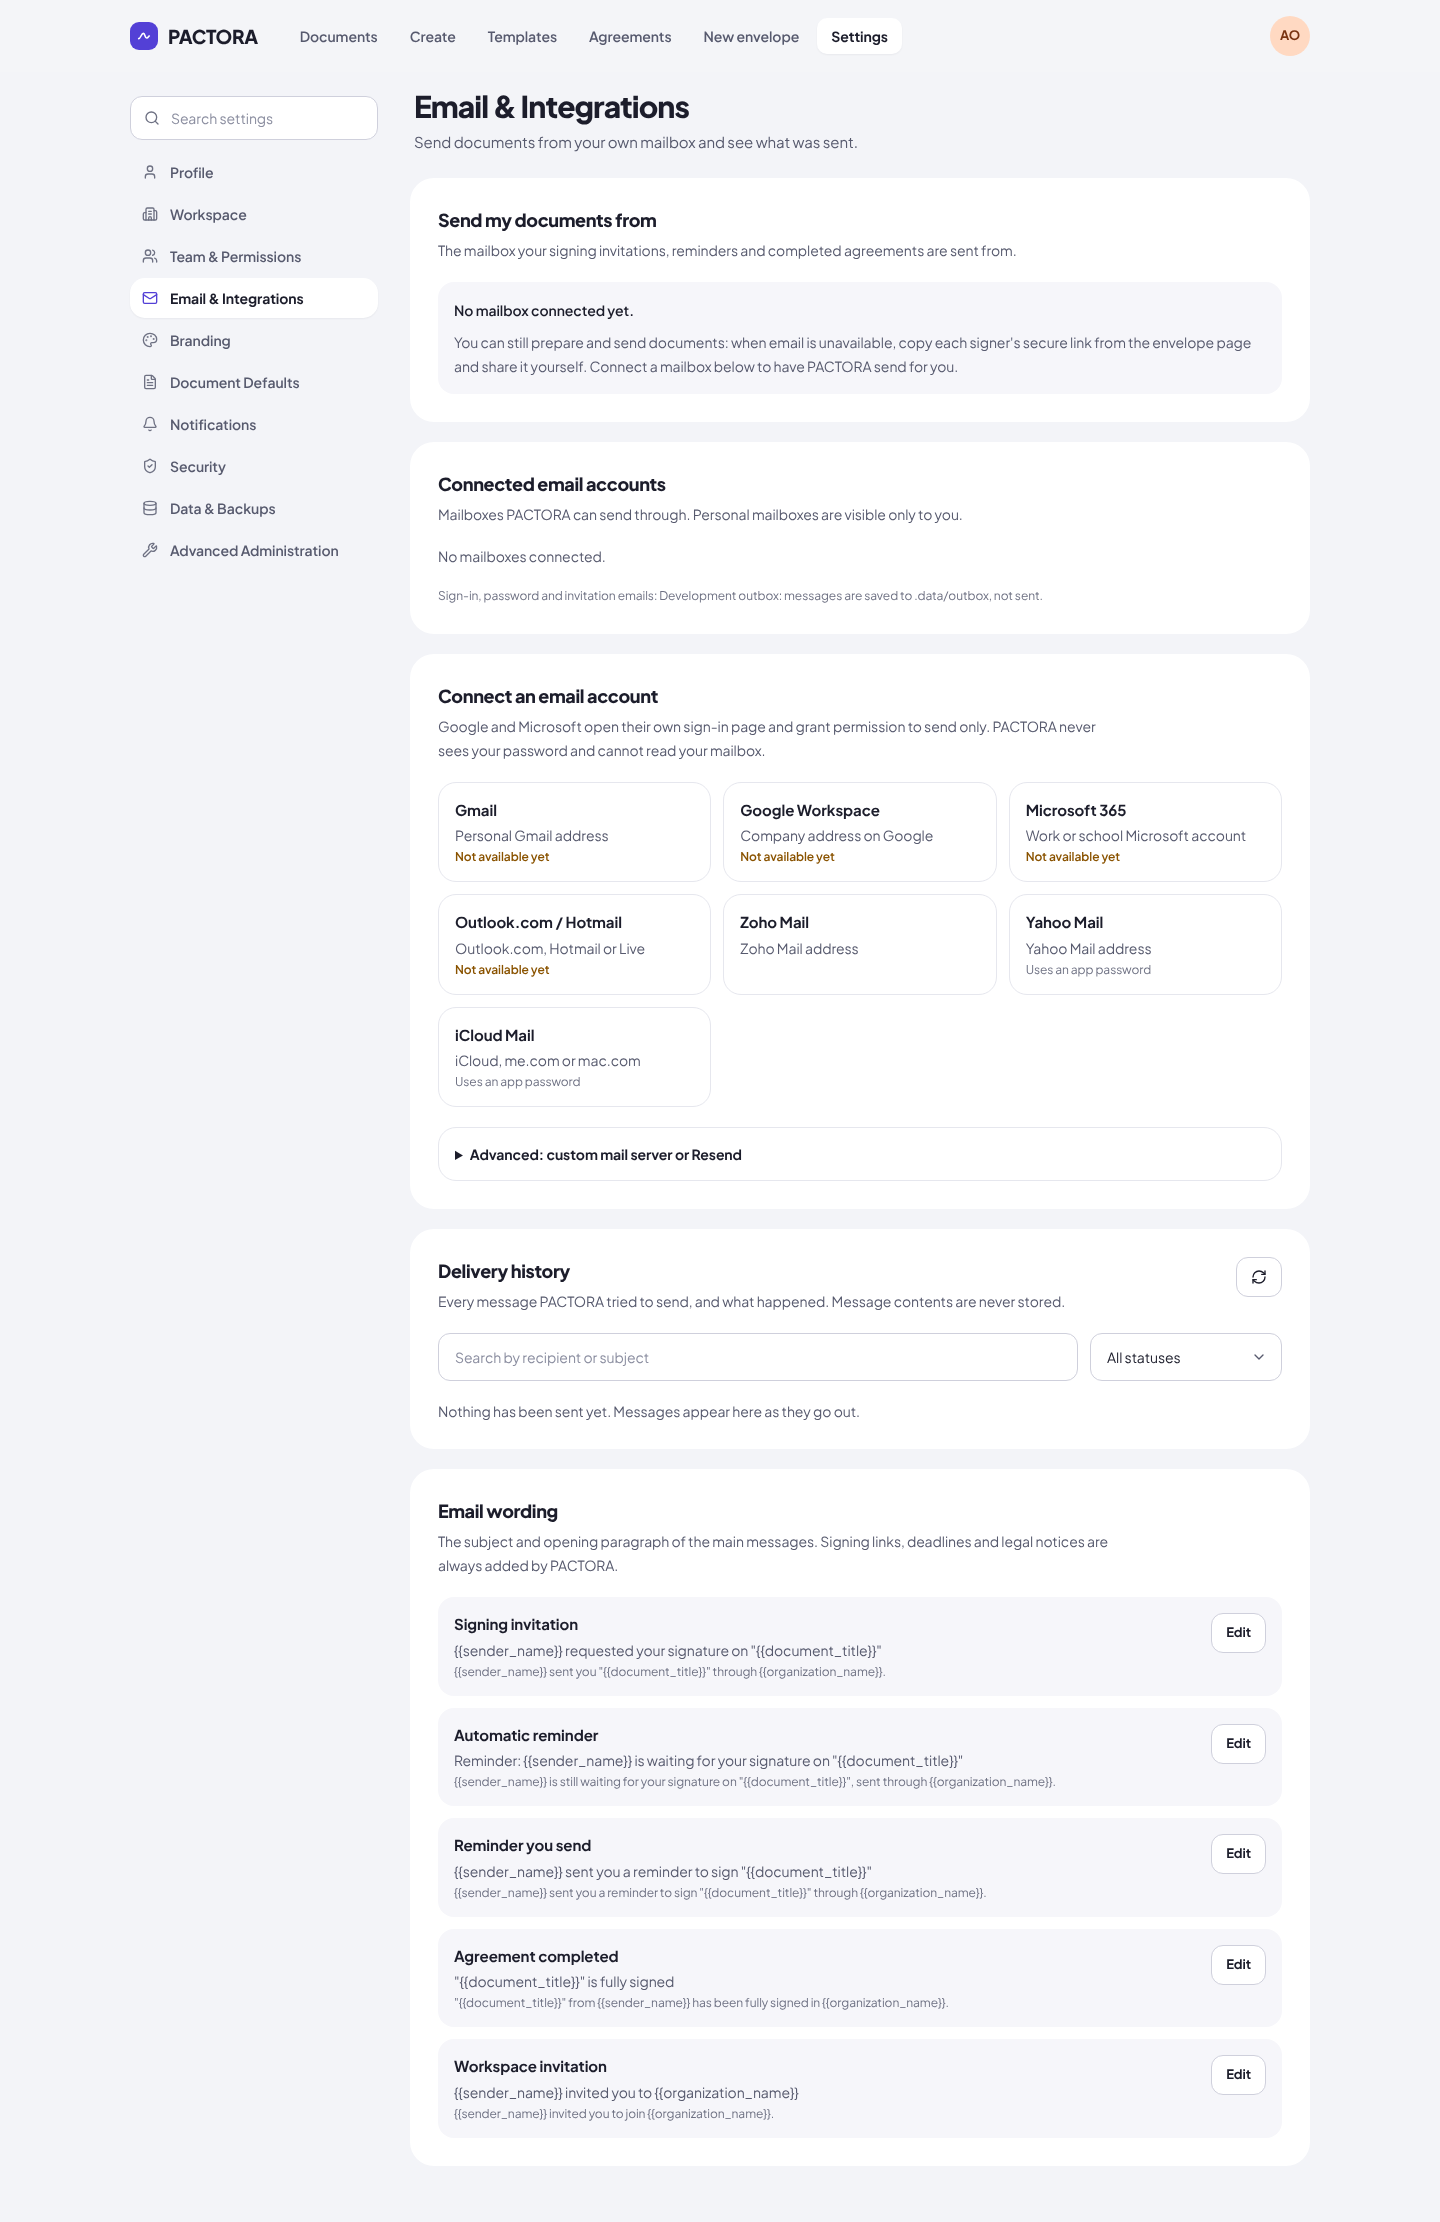 PACTORA
Documents
Create
Templates
Agreements
New envelope
Settings
AO
Search settings
Profile
Workspace
Team & Permissions
Email & Integrations
Branding
Document Defaults
Notifications
Security
Data & Backups
Advanced Administration
Email & Integrations
Send documents from your own mailbox and see what was sent.
Send my documents from
The mailbox your signing invitations, reminders and completed agreements are sent from.
No mailbox connected yet.
You can still prepare and send documents: when email is unavailable, copy each signer's secure link from the envelope page
and share it yourself. Connect a mailbox below to have PACTORA send for you.
Connected email accounts
Mailboxes PACTORA can send through. Personal mailboxes are visible only to you.
No mailboxes connected.
Sign-in, password and invitation emails: Development outbox: messages are saved to .data/outbox, not sent.
Connect an email account
Google and Microsoft open their own sign-in page and grant permission to send only. PACTORA never
sees your password and cannot read your mailbox.
Gmail
Personal Gmail address
Not available yet
Google Workspace
Company address on Google
Not available yet
Microsoft 365
Work or school Microsoft account
Not available yet
Outlook.com / Hotmail
Outlook.com, Hotmail or Live
Not available yet
Zoho Mail
Zoho Mail address
Yahoo Mail
Yahoo Mail address
Uses an app password
iCloud Mail
iCloud, me.com or mac.com
Uses an app password
Advanced: custom mail server or Resend
Delivery history
Every message PACTORA tried to send, and what happened. Message contents are never stored.
Search by recipient or subject
All statuses
Nothing has been sent yet. Messages appear here as they go out.
Email wording
The subject and opening paragraph of the main messages. Signing links, deadlines and legal notices are
always added by PACTORA.
Signing invitation
{{sender_name}} requested your signature on "{{document_title}}"
{{sender_name}} sent you "{{document_title}}" through {{organization_name}}.
Edit
Automatic reminder
Reminder: {{sender_name}} is waiting for your signature on "{{document_title}}"
{{sender_name}} is still waiting for your signature on "{{document_title}}", sent through {{organization_name}}.
Edit
Reminder you send
{{sender_name}} sent you a reminder to sign "{{document_title}}"
{{sender_name}} sent you a reminder to sign "{{document_title}}" through {{organization_name}}.
Edit
Agreement completed
"{{document_title}}" is fully signed
"{{document_title}}" from {{sender_name}} has been fully signed in {{organization_name}}.
Edit
Workspace invitation
{{sender_name}} invited you to {{organization_name}}
{{sender_name}} invited you to join {{organization_name}}.
Edit